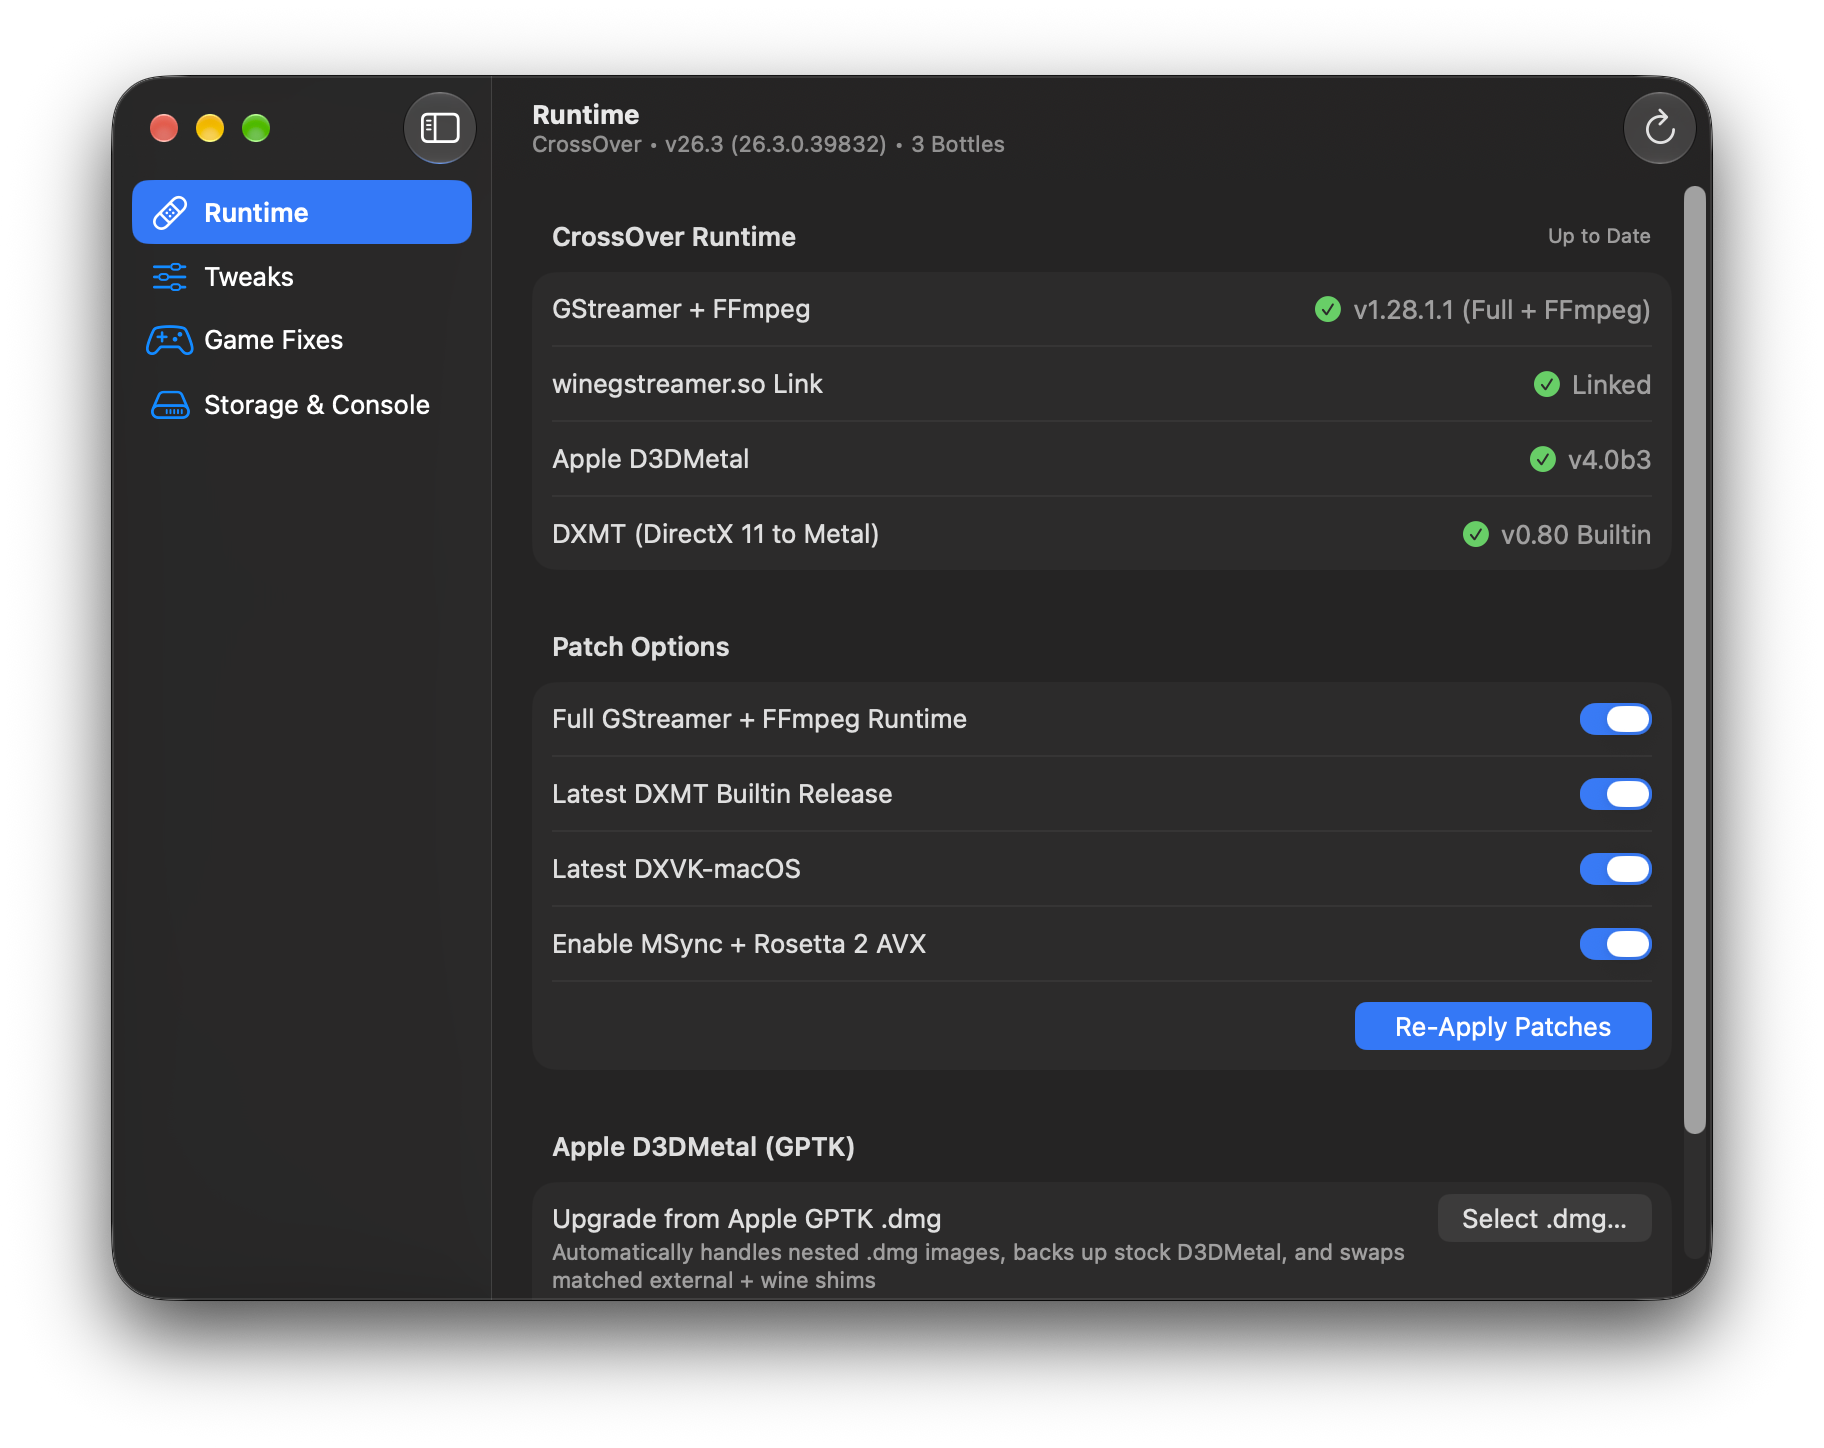 Runtime
Tweaks
Game Fixes
Storage & Console
Runtime
CrossOver • v26.3 (26.3.0.39832) • 3 Bottles
CrossOver Runtime
Up to Date
GStreamer + FFmpeg
v1.28.1.1 (Full + FFmpeg)
winegstreamer.so Link
Linked
Apple D3DMetal
v4.0b3
DXMT (DirectX 11 to Metal)
v0.80 Builtin
Patch Options
Full GStreamer + FFmpeg Runtime
Latest DXMT Builtin Release
Latest DXVK-macOS
Enable MSync + Rosetta 2 AVX
Re-Apply Patches
Apple D3DMetal (GPTK)
Upgrade from Apple GPTK .dmg
Select .dmg...
Automatically handles nested .dmg images, backs up stock D3DMetal, and swaps
matched external + wine shims